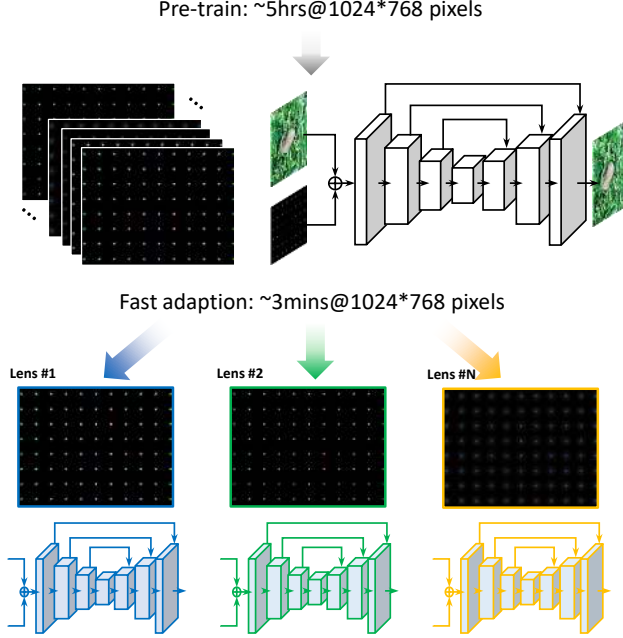 Pre-train: ~5hrs@1024*768 pixels
Fast adaption: ~3mins@1024*768 pixels
Lens #1
Lens #2
Lens #N